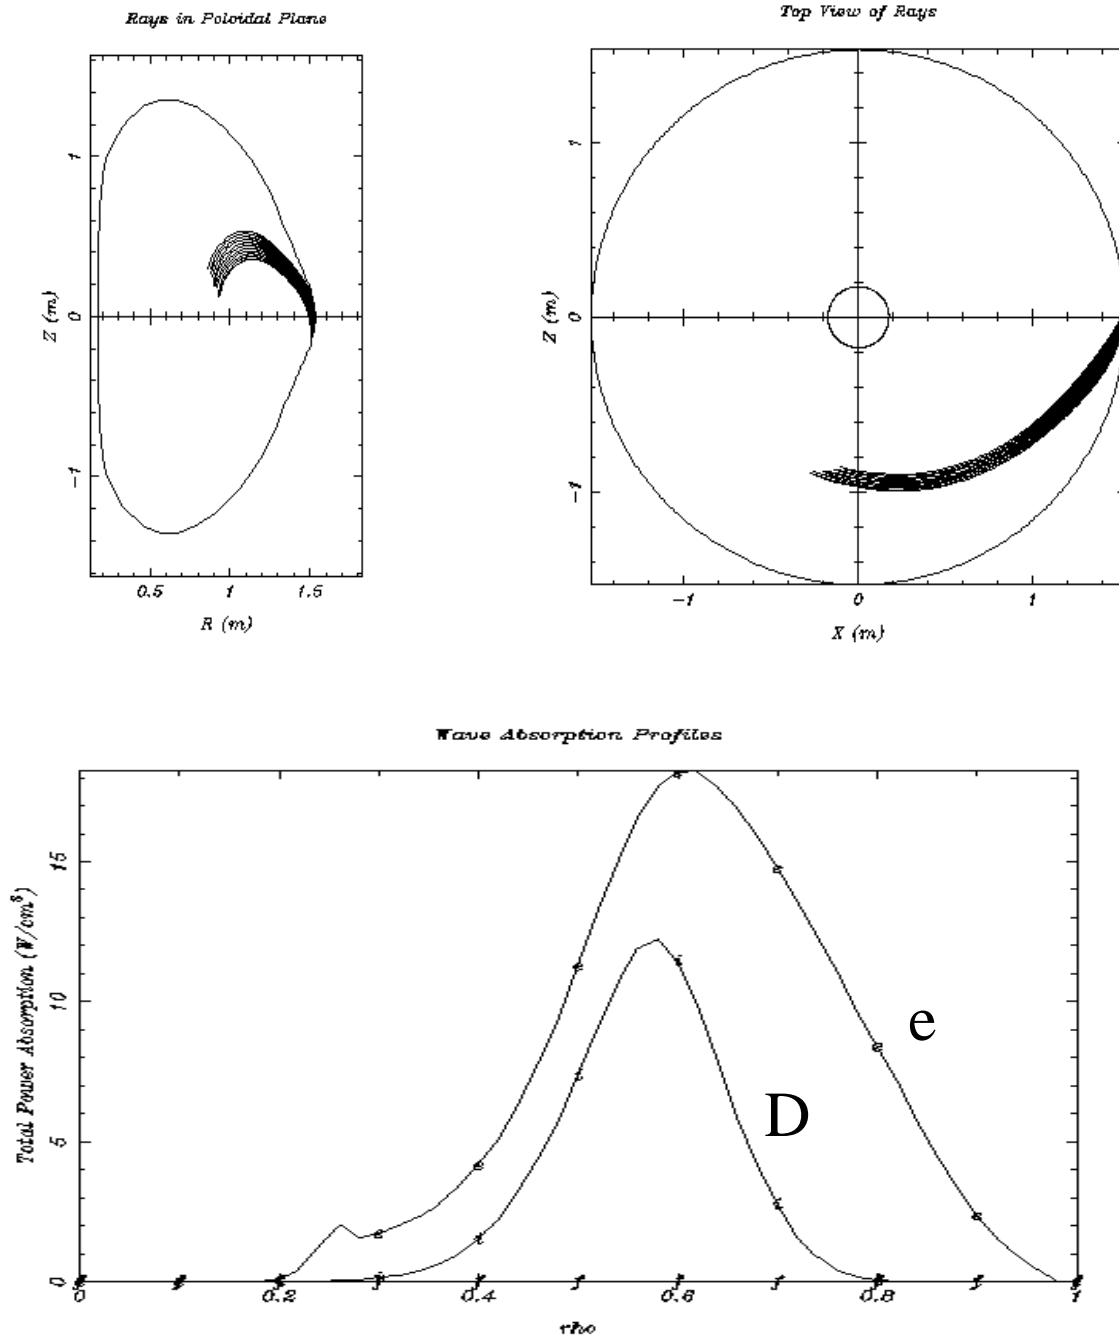 Rays in Poloidal Plane
Top View of Rays
Z (m)
1
0
-1
0.5
1
1.5
R (m)
Z (m)
1
0
-1
-1
0
1
X (m)
Wave Absorption Profiles
Total Power Absorption (W/cm³)
15
10
5
0
e
D
0
0.2
0.4
0.6
0.8
1
rho